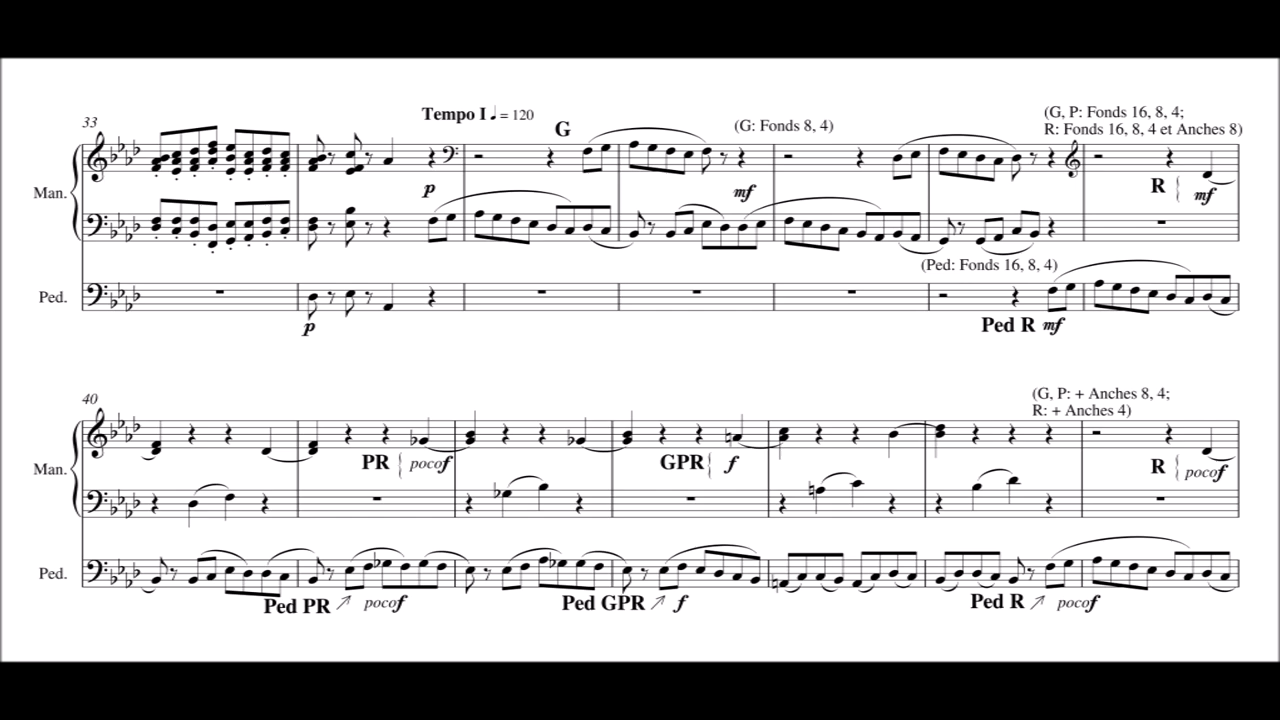 33
Tempo I ♩ = 120
G
(G: Fonds 8, 4)
(G, P: Fonds 16, 8, 4;
R: Fonds 16, 8, 4 et Anches 8)
Man.
p
mf
R { mf
(Ped: Fonds 16, 8, 4)
Ped.
p
Ped R mf
40
(G, P: + Anches 8, 4;
R: + Anches 4)
Man.
PR { pocof
GPR { f
R { pocof
Ped.
Ped PR ↗ pocof
Ped GPR ↗ f
Ped R ↗ pocof